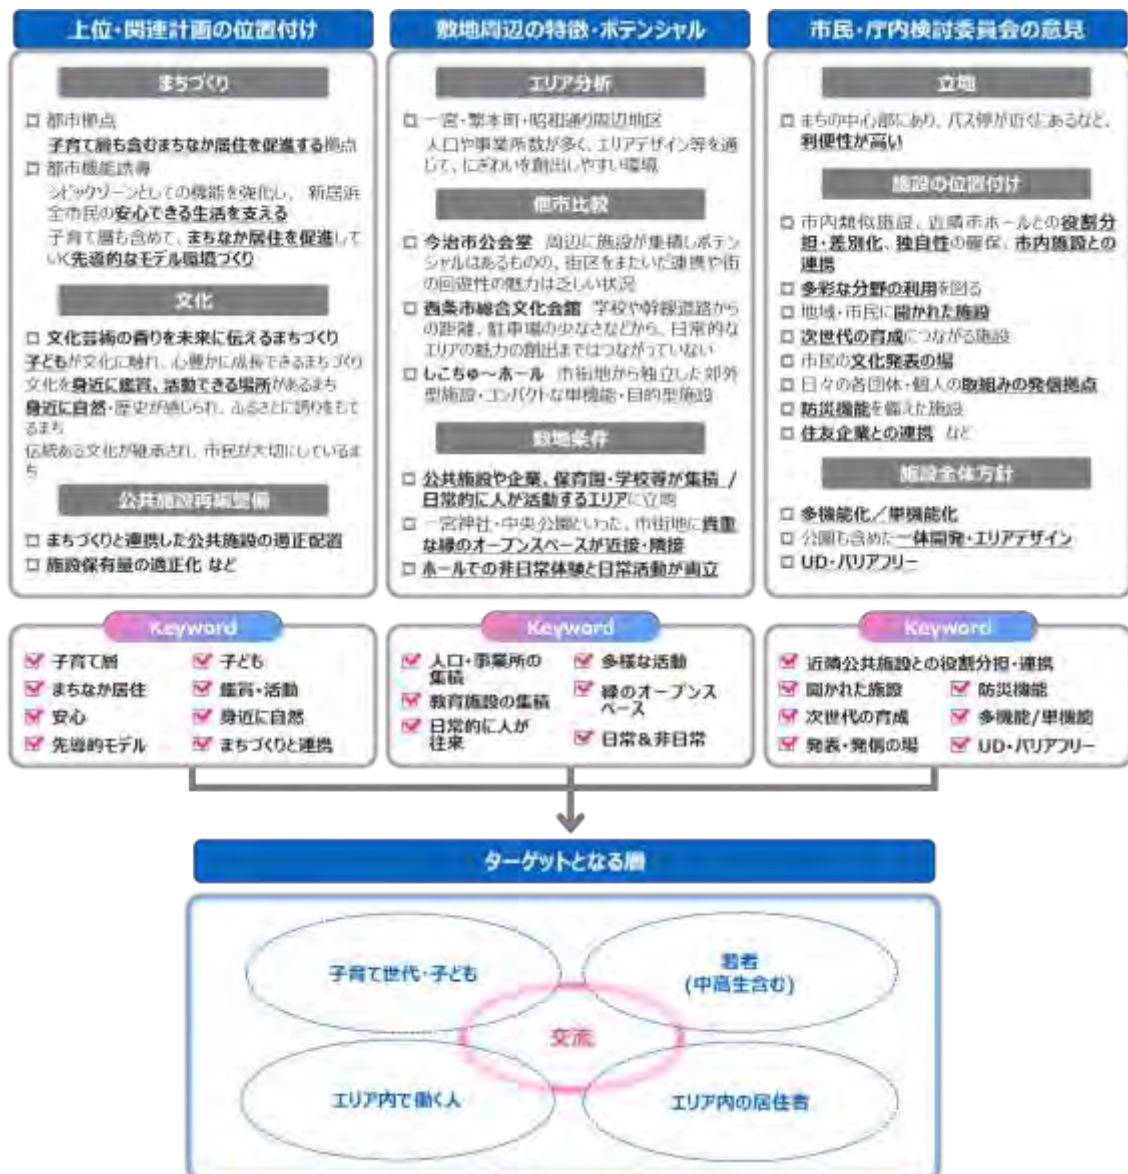 上位・関連計画の位置付け
まちづくり
□ 都市拠点
子育て層も含むまちなか居住を促進する拠点
□ 都市機能誘導
シビックゾーンとしての機能を強化し、新居浜
全市民の安心できる生活を支える
子育て層も含めて、まちなか居住を促進して
いく先導的なモデル環境づくり
文化
□ 文化芸術の香りを未来に伝えるまちづくり
子どもが文化に触れ、心豊かに成長できるまちづくり
文化を身近に鑑賞、活動できる場所があるまち
身近に自然・歴史が感じられ、ふるさとに誇りをもて
るまち
伝統ある文化が継承され、市民が大切にしているま
ち
公共施設再編整備
□ まちづくりと連携した公共施設の適正配置
□ 施設保有量の適正化 など
Keyword
子育て層
子ども
まちなか居住
鑑賞・活動
安心
身近に自然
先導的モデル
まちづくりと連携
敷地周辺の特徴・ポテンシャル
エリア分析
□ 一宮・繁本町・昭和通り周辺地区
人口や事業所数が多く、エリアデザイン等を通
じて、にぎわいを創出しやすい環境
他市比較
□ 今治市公会堂 周辺に施設が集積しポテン
シャルはあるものの、街区をまたいだ連携や街
の回遊性の魅力は乏しい状況
□ 西条市総合文化会館 学校や幹線道路から
の距離、駐車場の少なさなどから、日常的な
エリアの魅力の創出まではつながっていない
□ しこちゅ～ホール 市街地から独立した郊外
型施設・コンパクトな単機能・目的型施設
敷地条件
□ 公共施設や企業、保育園・学校等が集積 /
日常的に人が活動するエリアに立地
□ 一宮神社・中央公園といった、市街地に貴重
な緑のオープンスペースが近接・隣接
□ ホールでの非日常体験と日常活動が両立
Keyword
人口・事業所の
集積
多様な活動
教育施設の集積
緑のオープンス
ペース
日常的に人が
往来
日常＆非日常
市民・庁内検討委員会の意見
立地
□ まちの中心部にあり、バス停が近くにあるなど、
利便性が高い
施設の位置付け
□ 市内類似施設、近隣市ホールとの役割分
担・差別化、独自性の確保、市内施設との
連携
□ 多彩な分野の利用を図る
□ 地域・市民に開かれた施設
□ 次世代の育成につながる施設
□ 市民の文化発表の場
□ 日々の各団体・個人の取組みの発信拠点
□ 防災機能を備えた施設
□ 住友企業との連携 など
施設全体方針
□ 多機能化／単機能化
□ 公園も含めた一体開発・エリアデザイン
□ UD・バリアフリー
Keyword
近隣公共施設との役割分担・連携
開かれた施設
防災機能
次世代の育成
多機能/単機能
発表・発信の場
UD・バリアフリー
ターゲットとなる層
子育て世代・子ども
若者
(中高生含む)
交流
エリア内で働く人
エリア内の居住者